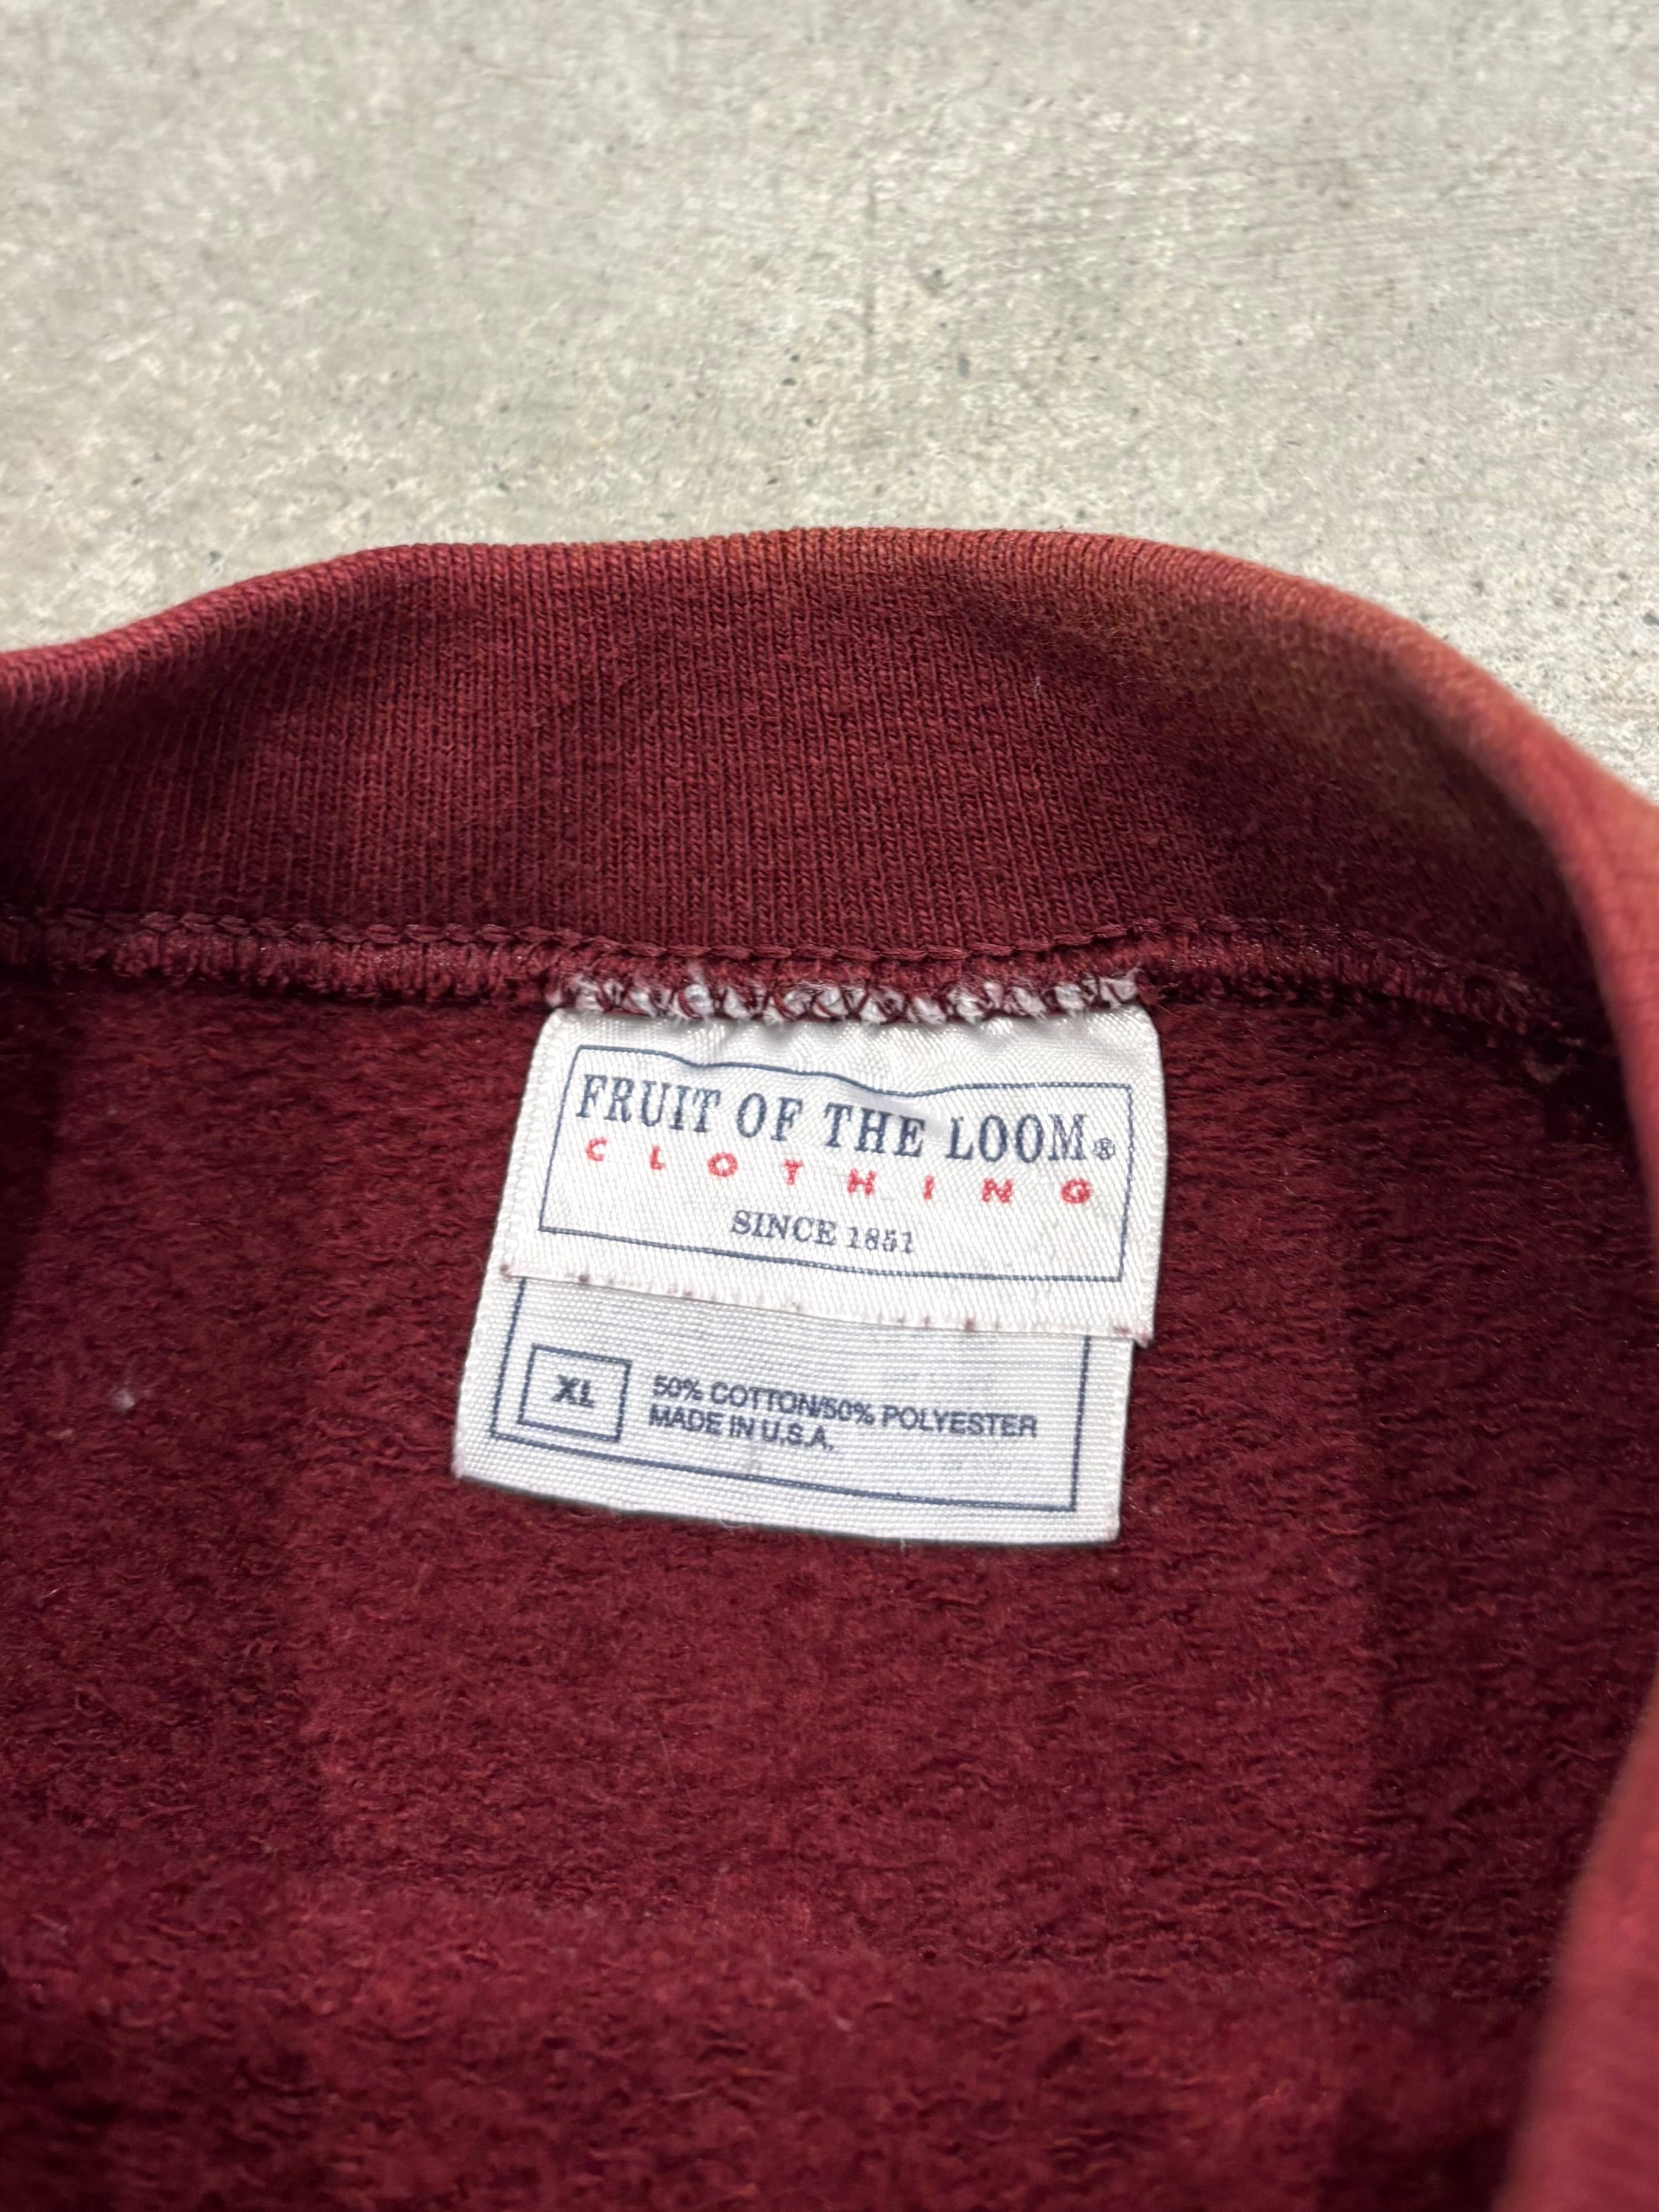 FRUIT OF THE LOOM®
CLOTHING
SINCE 1851
XL
50% COTTON/50% POLYESTER
MADE IN U.S.A.